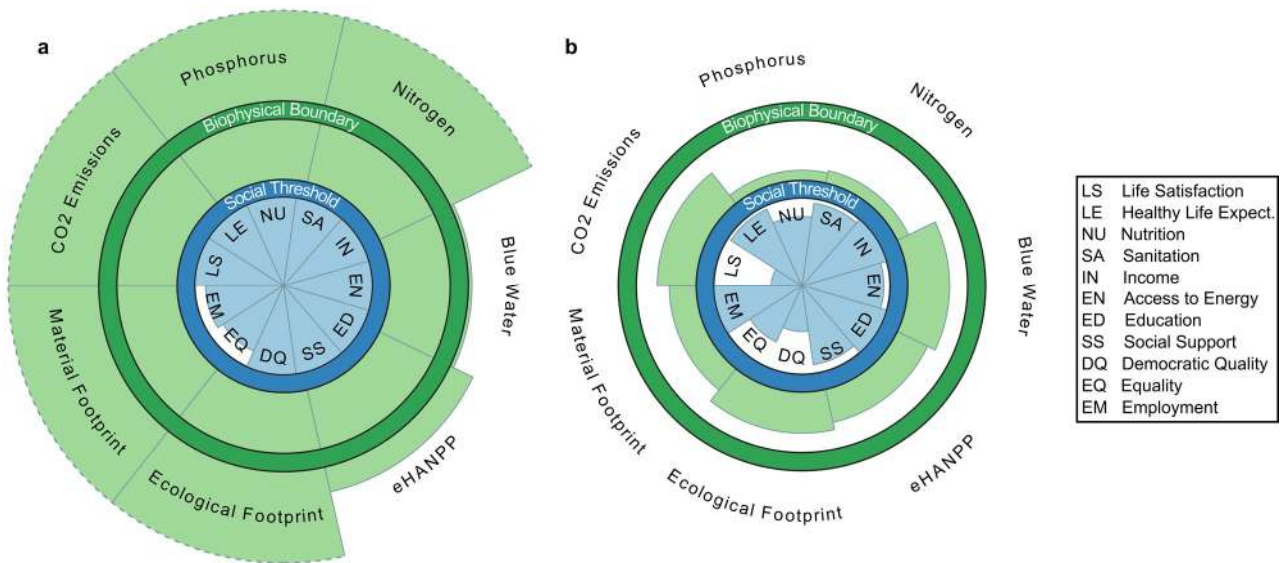 a
Phosphorus
Nitrogen
CO2 Emissions
Biophysical Boundary
Social Threshold
LS
LE
NU
SA
IN
EN
ED
SS
DQ
EQ
EM
Blue Water
Material Footprint
Ecological Footprint
eHANPP
b
Phosphorus
Nitrogen
CO2 Emissions
Biophysical Boundary
Social Threshold
LS
LE
NU
SA
IN
EN
ED
SS
DQ
EQ
EM
Blue Water
Material Footprint
Ecological Footprint
eHANPP
LS Life Satisfaction
LE Healthy Life Expect.
NU Nutrition
SA Sanitation
IN Income
EN Access to Energy
ED Education
SS Social Support
DQ Democratic Quality
EQ Equality
EM Employment